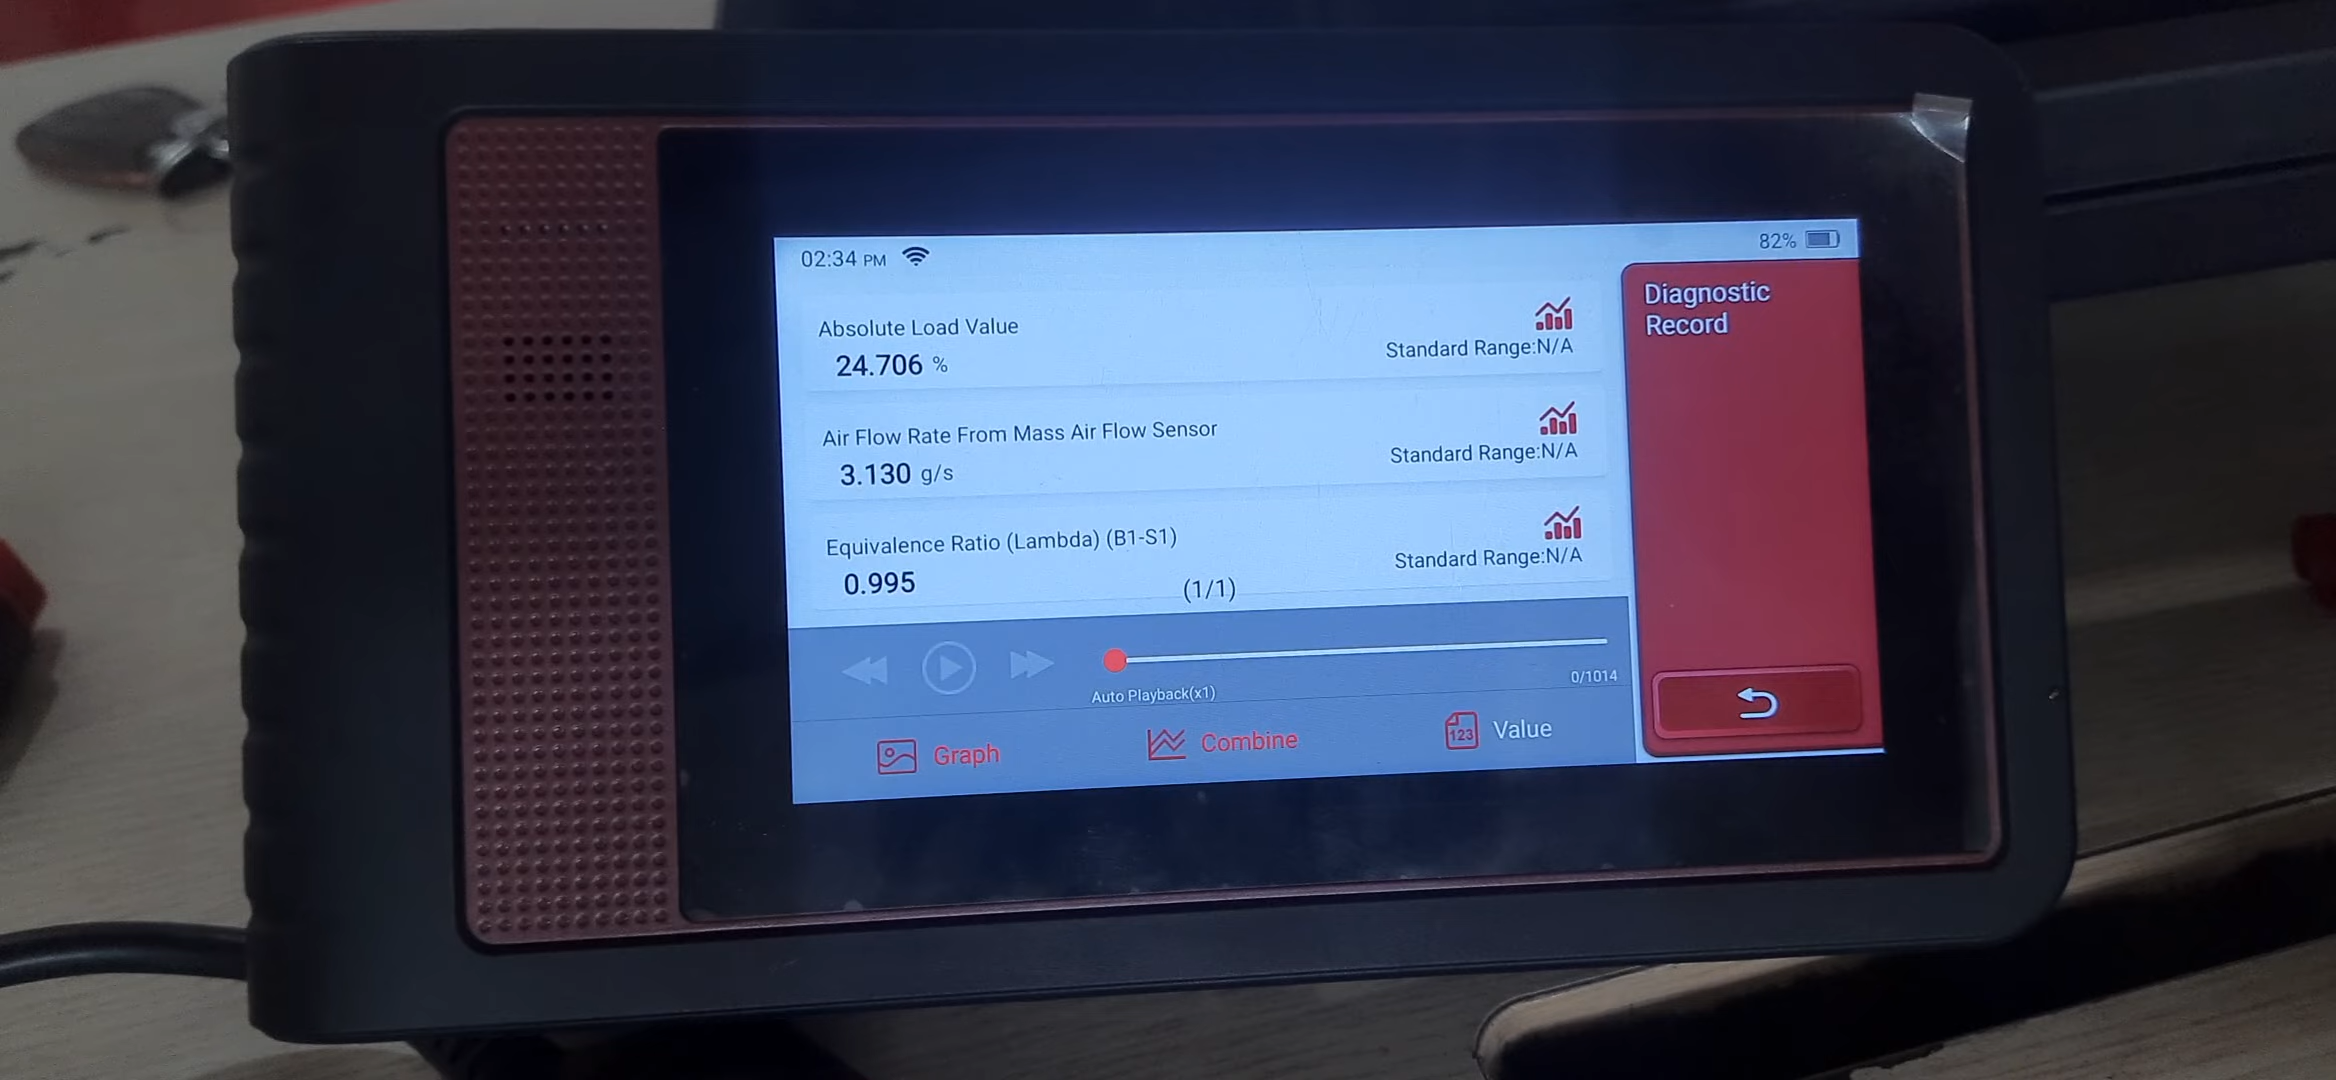 02:34 PM
82%
Diagnostic
Record
Absolute Load Value
24.706 %
Standard Range:N/A
Air Flow Rate From Mass Air Flow Sensor
3.130 g/s
Standard Range:N/A
Equivalence Ratio (Lambda) (B1-S1)
0.995
Standard Range:N/A
(1/1)
Auto Playback(x1)
0/1014
Graph
Combine
123
Value